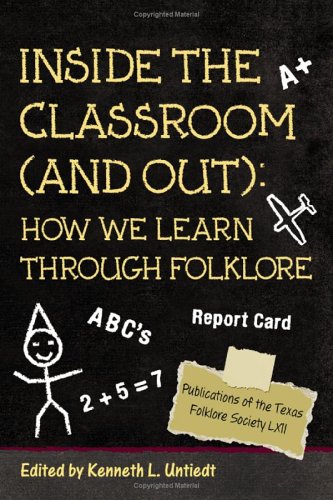 INSIDE THE
A+
CLASSROOM
(AND OUT):
HOW WE LEARN
THROUGH FOLKLORE
ABC's
Report Card
2 + 5 = 7
Publications of the Texas
Folklore Society LXII
Edited by Kenneth L. Untiedt